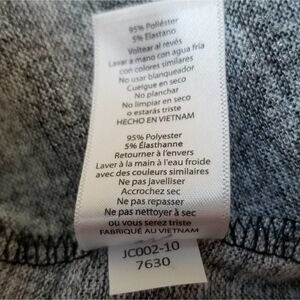 95% Poliéster
5% Elastano
Voltear al revés
Lavar a mano con agua fria
con colores similares
No usar blanqueador
Cuelgue en seco
No planchar
No limpiar en seco
o estarás triste
HECHO EN VIETNAM
95% Polyester
5% Élasthanne
Retourner à l'envers
Laver à la main à l'eau froide
avec des couleurs similaires
Ne pas javelliser
Accrochez sec
Ne pas repasser
Ne pas nettoyer à sec
ou vous serez triste
FABRIQUÉ AU VIETNAM
JC002-10
7630